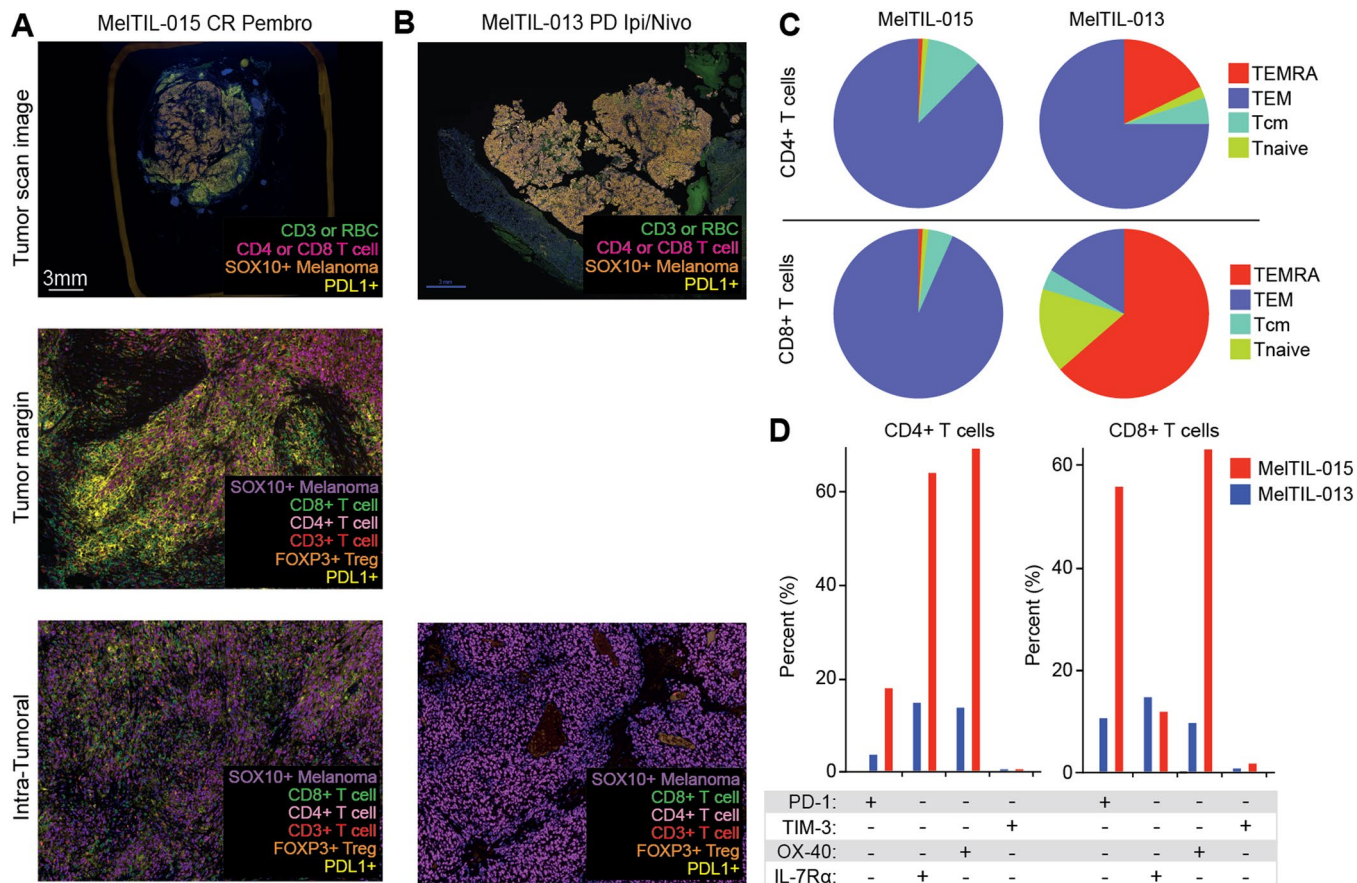 A
MelTIL-015 CR Pembro
Tumor scan image
CD3 or RBC
CD4 or CD8 T cell
SOX10+ Melanoma
PDL1+
3mm
Tumor margin
SOX10+ Melanoma
CD8+ T cell
CD4+ T cell
CD3+ T cell
FOXP3+ Treg
PDL1+
Intra-Tumoral
SOX10+ Melanoma
CD8+ T cell
CD4+ T cell
CD3+ T cell
FOXP3+ Treg
PDL1+
B
MelTIL-013 PD Ipi/Nivo
CD3 or RBC
CD4 or CD8 T cell
SOX10+ Melanoma
PDL1+
3 mm
SOX10+ Melanoma
CD8+ T cell
CD4+ T cell
CD3+ T cell
FOXP3+ Treg
PDL1+
C
MelTIL-015 MelTIL-013
CD4+ T cells
TEMRA
TEM
Tcm
Tnaive
CD8+ T cells
TEMRA
TEM
Tcm
Tnaive
D
CD4+ T cells CD8+ T cells
MelTIL-015
MelTIL-013
Percent (%)
60
40
20
0
Percent (%)
60
40
20
0
PD-1: + - - - + - - -
TIM-3: - - - + - - - +
OX-40: - - + - - - + -
IL-7Rα: - + - - - + - -